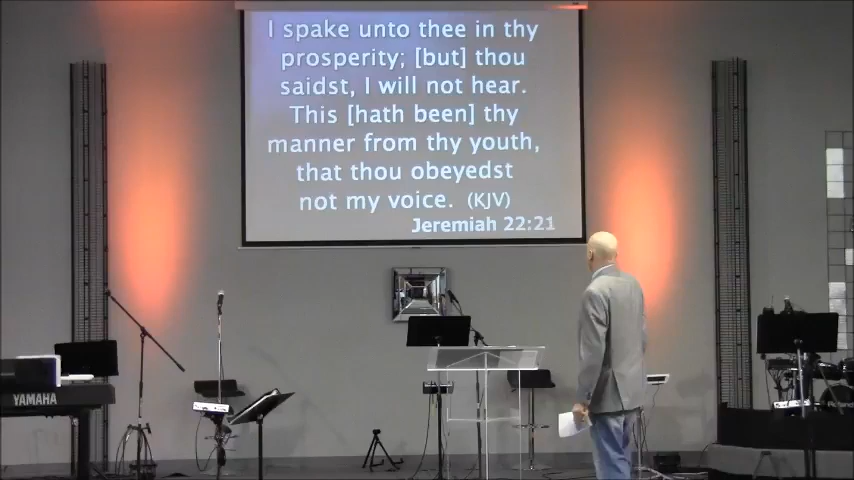 I spake unto thee in thy
prosperity; [but] thou
saidst, I will not hear.
This [hath been] thy
manner from thy youth,
that thou obeyedst
not my voice. (KJV)
Jeremiah 22:21
YAMAHA
Roland